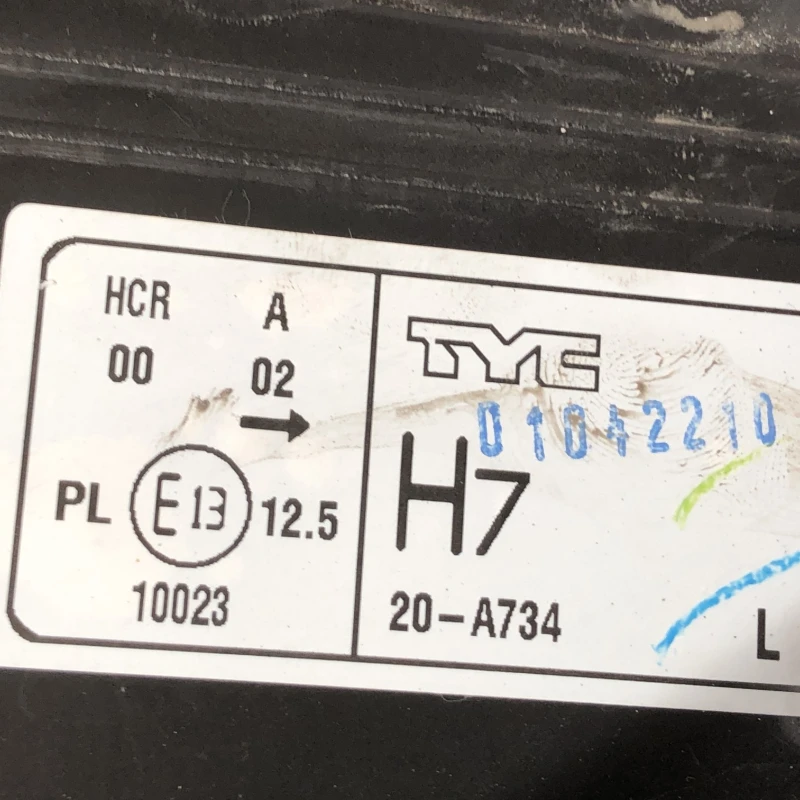 HCR A
00 02
→
PL E13 12.5
10023
TYC
01042210
H7
20-A734 L